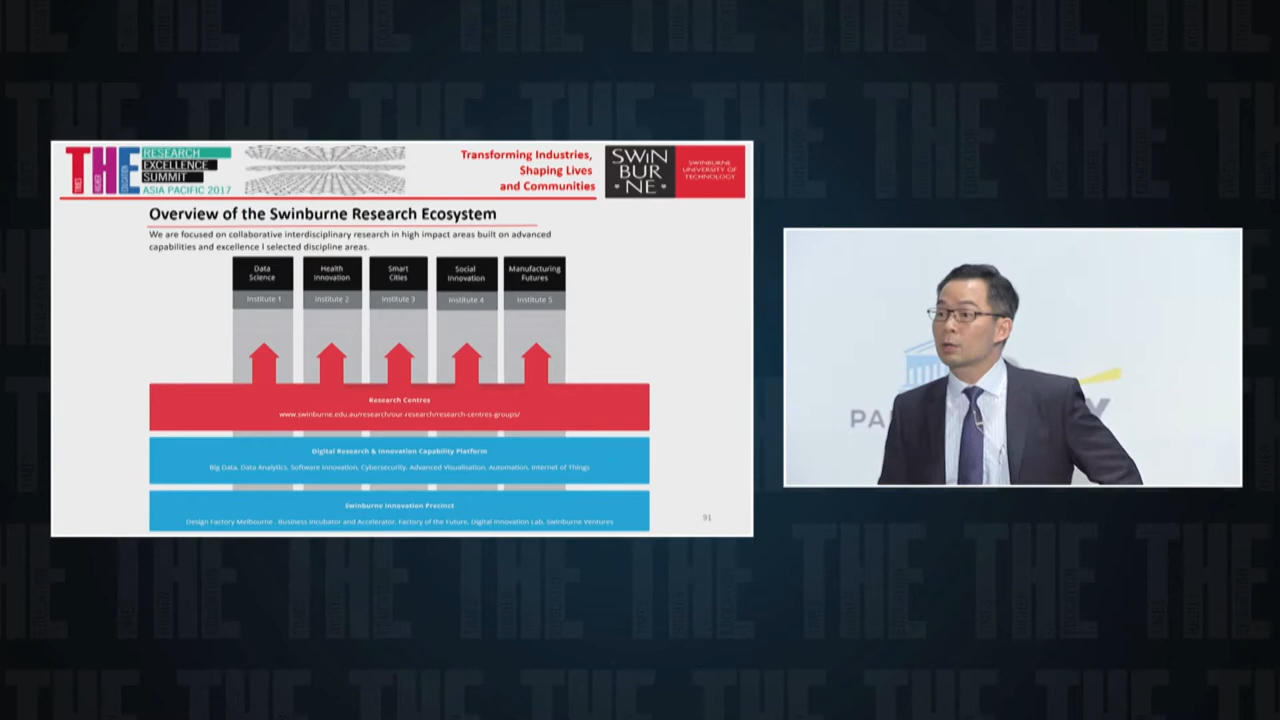 THE
TIMES
HIGHER
EDUCATION
RESEARCH
EXCELLENCE
SUMMIT
ASIA PACIFIC 2017
Transforming Industries,
Shaping Lives
and Communities
SWIN
BUR
NE
SWINBURNE
UNIVERSITY OF
TECHNOLOGY
Overview of the Swinburne Research Ecosystem
We are focused on collaborative interdisciplinary research in high impact areas built on advanced
capabilities and excellence I selected discipline areas.
Data
Science
Institute 1
Health
Innovation
Institute 2
Smart
Cities
Institute 3
Social
Innovation
Institute 4
Manufacturing
Futures
Institute 5
Research Centres
www.swinburne.edu.au/research/our-research/research-centres-groups/
Digital Research & Innovation Capability Platform
Big Data, Data Analytics, Software Innovation, Cybersecurity, Advanced Visualisation, Automation, Internet of Things
Swinburne Innovation Precinct
Design Factory Melbourne , Business Incubator and Accelerator, Factory of the Future, Digital Innovation Lab, Swinburne Ventures
91
PA
Y